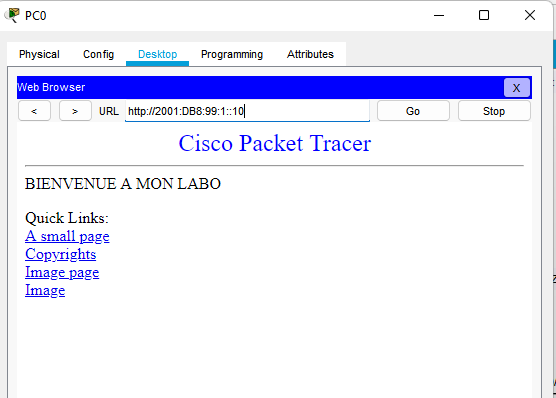 PC0
Physical Config Desktop Programming Attributes
Web Browser X
< > URL http://2001:DB8:99:1::10 Go Stop
Cisco Packet Tracer
BIENVENUE A MON LABO
Quick Links:
A small page
Copyrights
Image page
Image